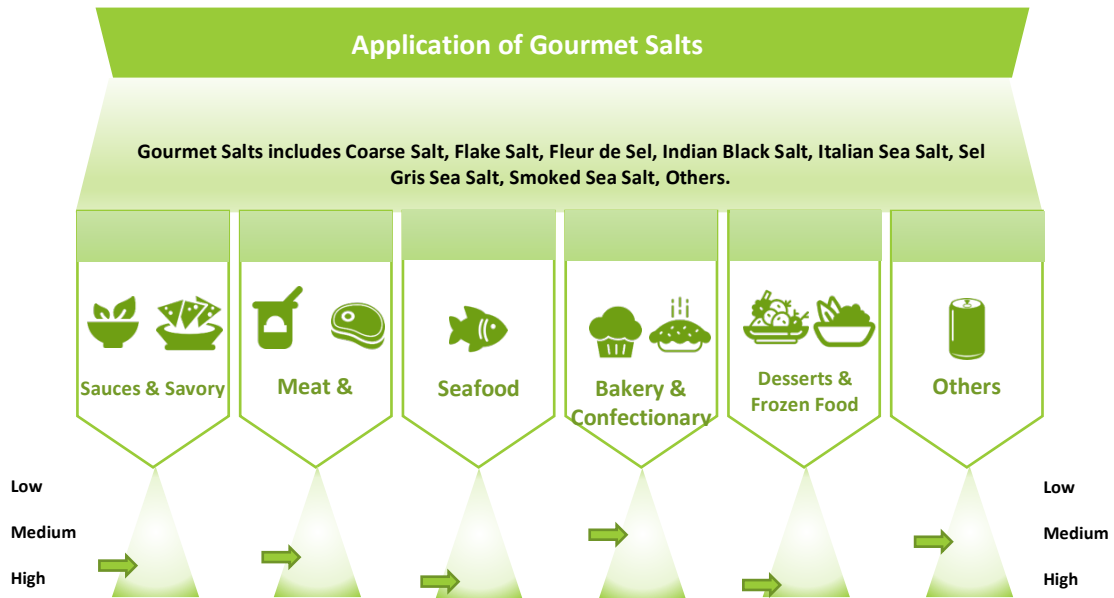 Application of Gourmet Salts
Gourmet Salts includes Coarse Salt, Flake Salt, Fleur de Sel, Indian Black Salt, Italian Sea Salt, Sel
Gris Sea Salt, Smoked Sea Salt, Others.
Sauces & Savory
Meat &
Seafood
Bakery &
Confectionary
Desserts &
Frozen Food
Others
Low
Medium
High
Low
Medium
High